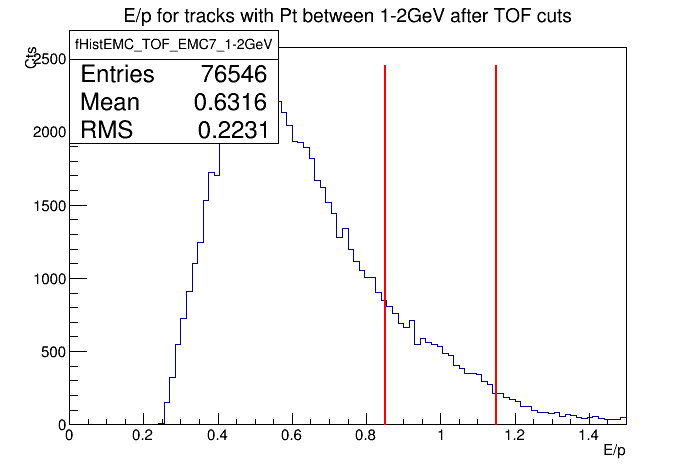 E/p for tracks with Pt between 1-2GeV after TOF cuts
fHistEMC_TOF_EMC7_1-2GeV
Entries 76546
Mean 0.6316
RMS 0.2231
Cts
2500
2000
1500
1000
500
0
0 0.2 0.4 0.6 0.8 1 1.2 1.4
E/p